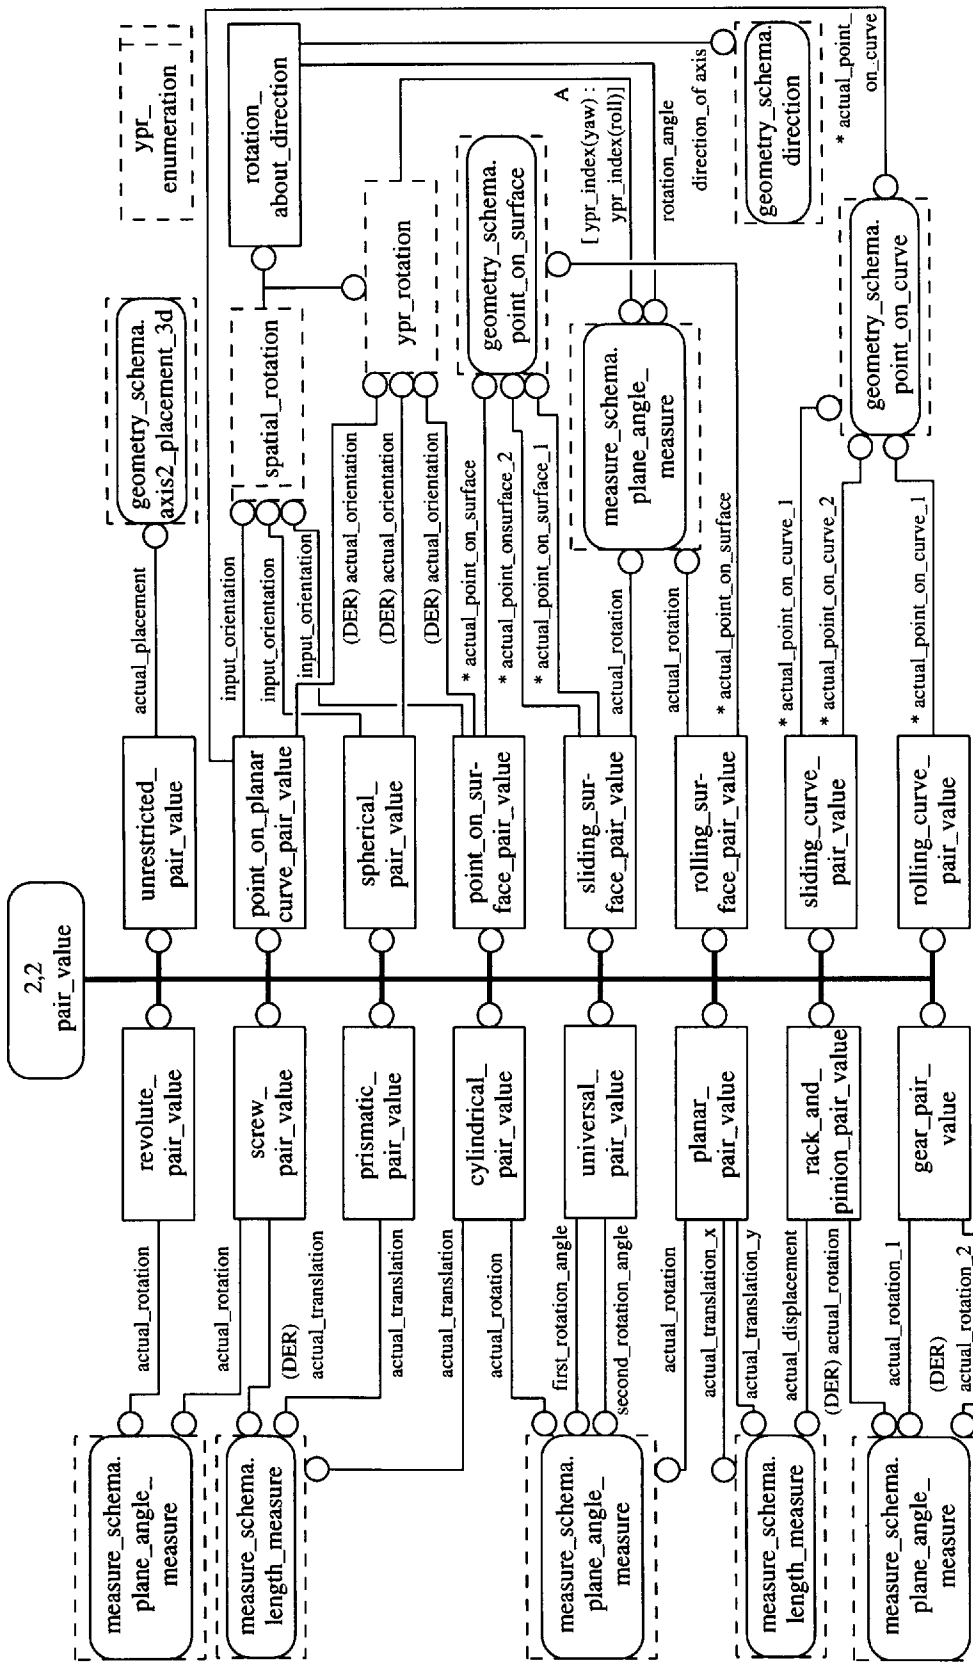 2,2
pair_value
revolute_
pair_value
screw_
pair_value
prismatic_
pair_value
cylindrical_
pair_value
universal_
pair_value
planar_
pair_value
rack_and_
pinion_pair_value
gear_pair_
value
unrestricted_
pair_value
point_on_planar_
curve_pair_value
spherical_
pair_value
point_on_sur-
face_pair_value
sliding_sur-
face_pair_value
rolling_sur-
face_pair_value
sliding_curve_
pair_value
rolling_curve_
pair_value
actual_rotation
actual_rotation
(DER)
actual_translation
actual_translation
actual_translation
actual_rotation
first_rotation_angle
second_rotation_angle
actual_rotation
actual_translation_x
actual_translation_y
actual_displacement
(DER) actual_rotation
actual_rotation_1
(DER)
actual_rotation_2
measure_schema.
plane_angle_
measure
measure_schema.
length_measure
measure_schema.
plane_angle_
measure
measure_schema.
length_measure
measure_schema.
plane_angle_
measure
actual_placement
input_orientation
input_orientation
input_orientation
(DER) actual_orientation
(DER) actual_orientation
(DER) actual_orientation
* actual_point_on_surface
* actual_point_onsurface_2
* actual_point_on_surface_1
actual_rotation
actual_rotation
* actual_point_on_surface
* actual_point_on_curve_1
* actual_point_on_curve_2
* actual_point_on_curve_1
geometry_schema.
axis2_placement_3d
spatial_rotation
ypr_rotation
geometry_schema.
point_on_surface
measure_schema.
plane_angle_
measure
geometry_schema.
point_on_curve
ypr_
enumeration
rotation_
about_direction
A
[ ypr_index(yaw) :
ypr_index(roll)]
rotation_angle
direction_of axis
geometry_schema.
direction
* actual_point_
on_curve